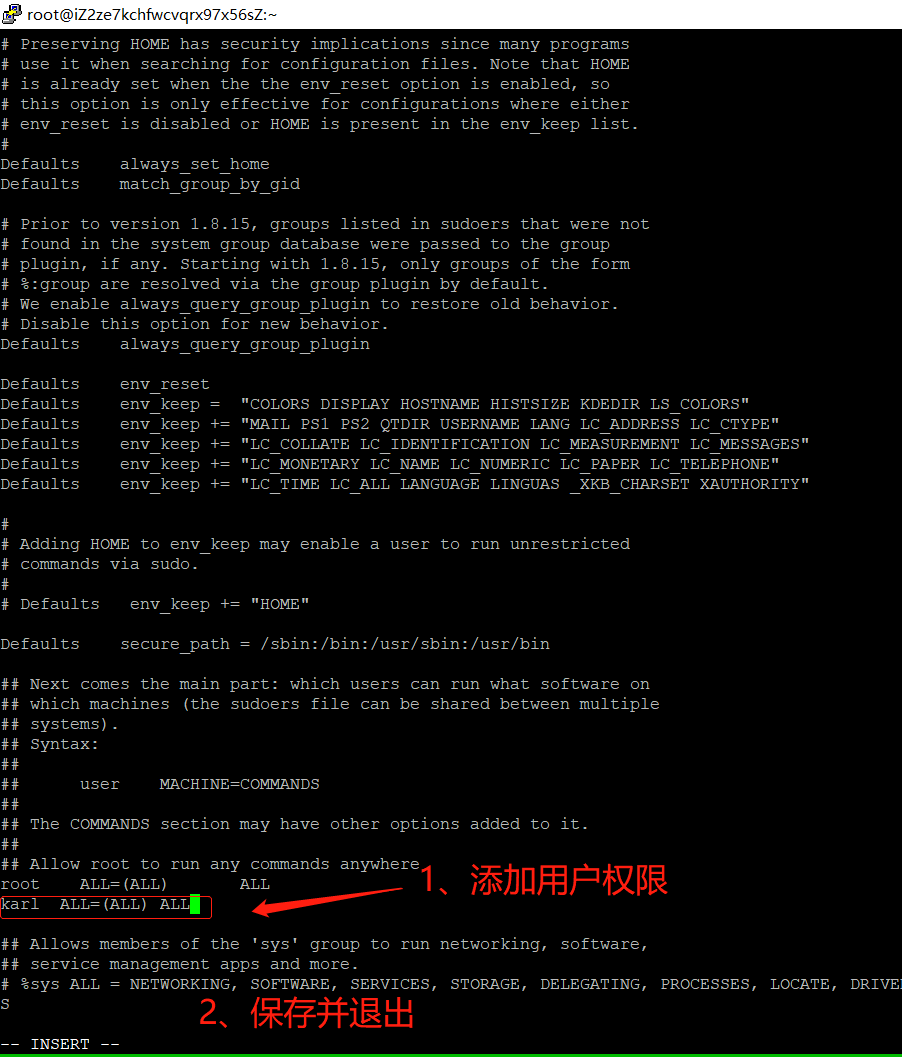 root@iZ2ze7kchfwcvqrx97x56sZ:~
# Preserving HOME has security implications since many programs
# use it when searching for configuration files. Note that HOME
# is already set when the the env_reset option is enabled, so
# this option is only effective for configurations where either
# env_reset is disabled or HOME is present in the env_keep list.
#
Defaults    always_set_home
Defaults    match_group_by_gid
# Prior to version 1.8.15, groups listed in sudoers that were not
# found in the system group database were passed to the group
# plugin, if any. Starting with 1.8.15, only groups of the form
# %:group are resolved via the group plugin by default.
# We enable always_query_group_plugin to restore old behavior.
# Disable this option for new behavior.
Defaults    always_query_group_plugin
Defaults    env_reset
Defaults    env_keep =  "COLORS DISPLAY HOSTNAME HISTSIZE KDEDIR LS_COLORS"
Defaults    env_keep += "MAIL PS1 PS2 QTDIR USERNAME LANG LC_ADDRESS LC_CTYPE"
Defaults    env_keep += "LC_COLLATE LC_IDENTIFICATION LC_MEASUREMENT LC_MESSAGES"
Defaults    env_keep += "LC_MONETARY LC_NAME LC_NUMERIC LC_PAPER LC_TELEPHONE"
Defaults    env_keep += "LC_TIME LC_ALL LANGUAGE LINGUAS _XKB_CHARSET XAUTHORITY"
#
# Adding HOME to env_keep may enable a user to run unrestricted
# commands via sudo.
#
# Defaults   env_keep += "HOME"
Defaults    secure_path = /sbin:/bin:/usr/sbin:/usr/bin
## Next comes the main part: which users can run what software on
## which machines (the sudoers file can be shared between multiple
## systems).
## Syntax:
##
##      user    MACHINE=COMMANDS
##
## The COMMANDS section may have other options added to it.
##
## Allow root to run any commands anywhere
root    ALL=(ALL)       ALL
1、添加用户权限
karl  ALL=(ALL) ALL
## Allows members of the 'sys' group to run networking, software,
## service management apps and more.
# %sys ALL = NETWORKING, SOFTWARE, SERVICES, STORAGE, DELEGATING, PROCESSES, LOCATE, DRIVE
S
2、保存并退出
-- INSERT --